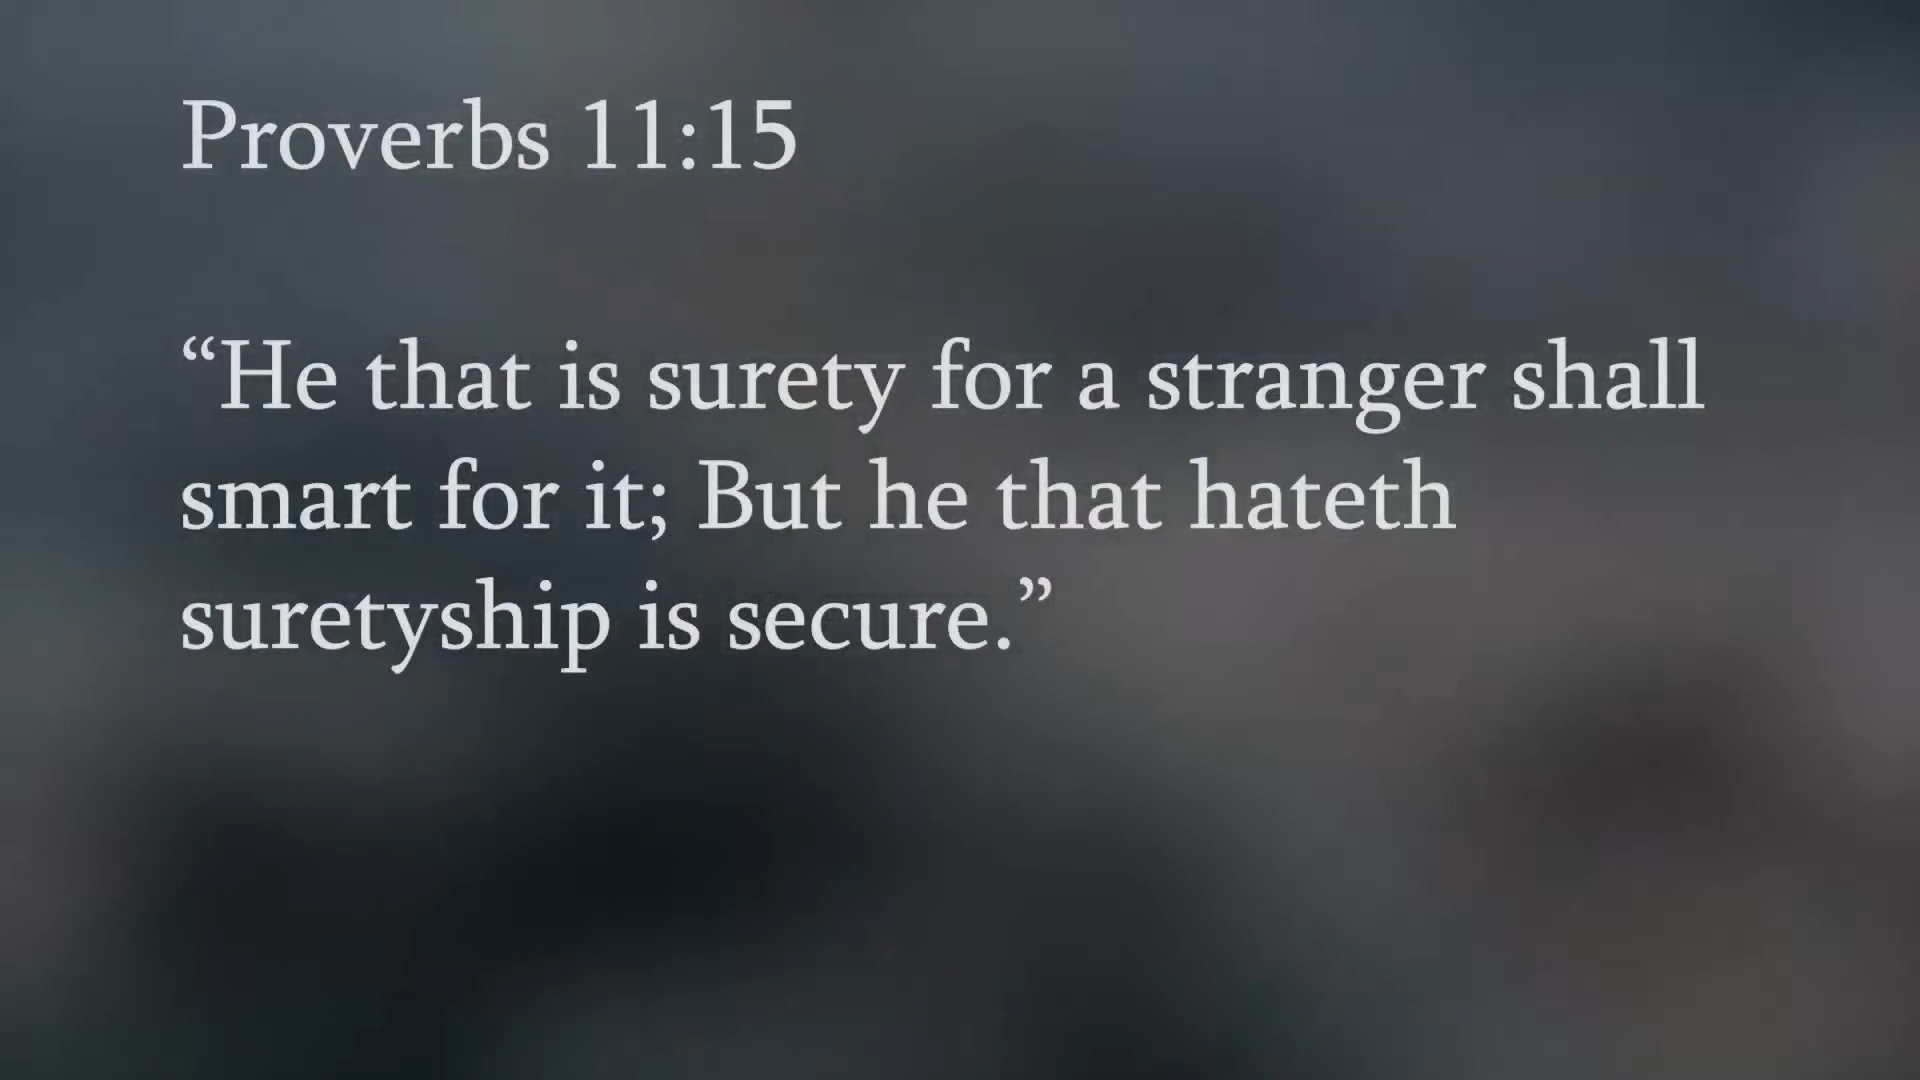 Proverbs 11:15
“He that is surety for a stranger shall
smart for it; But he that hateth
suretyship is secure.”